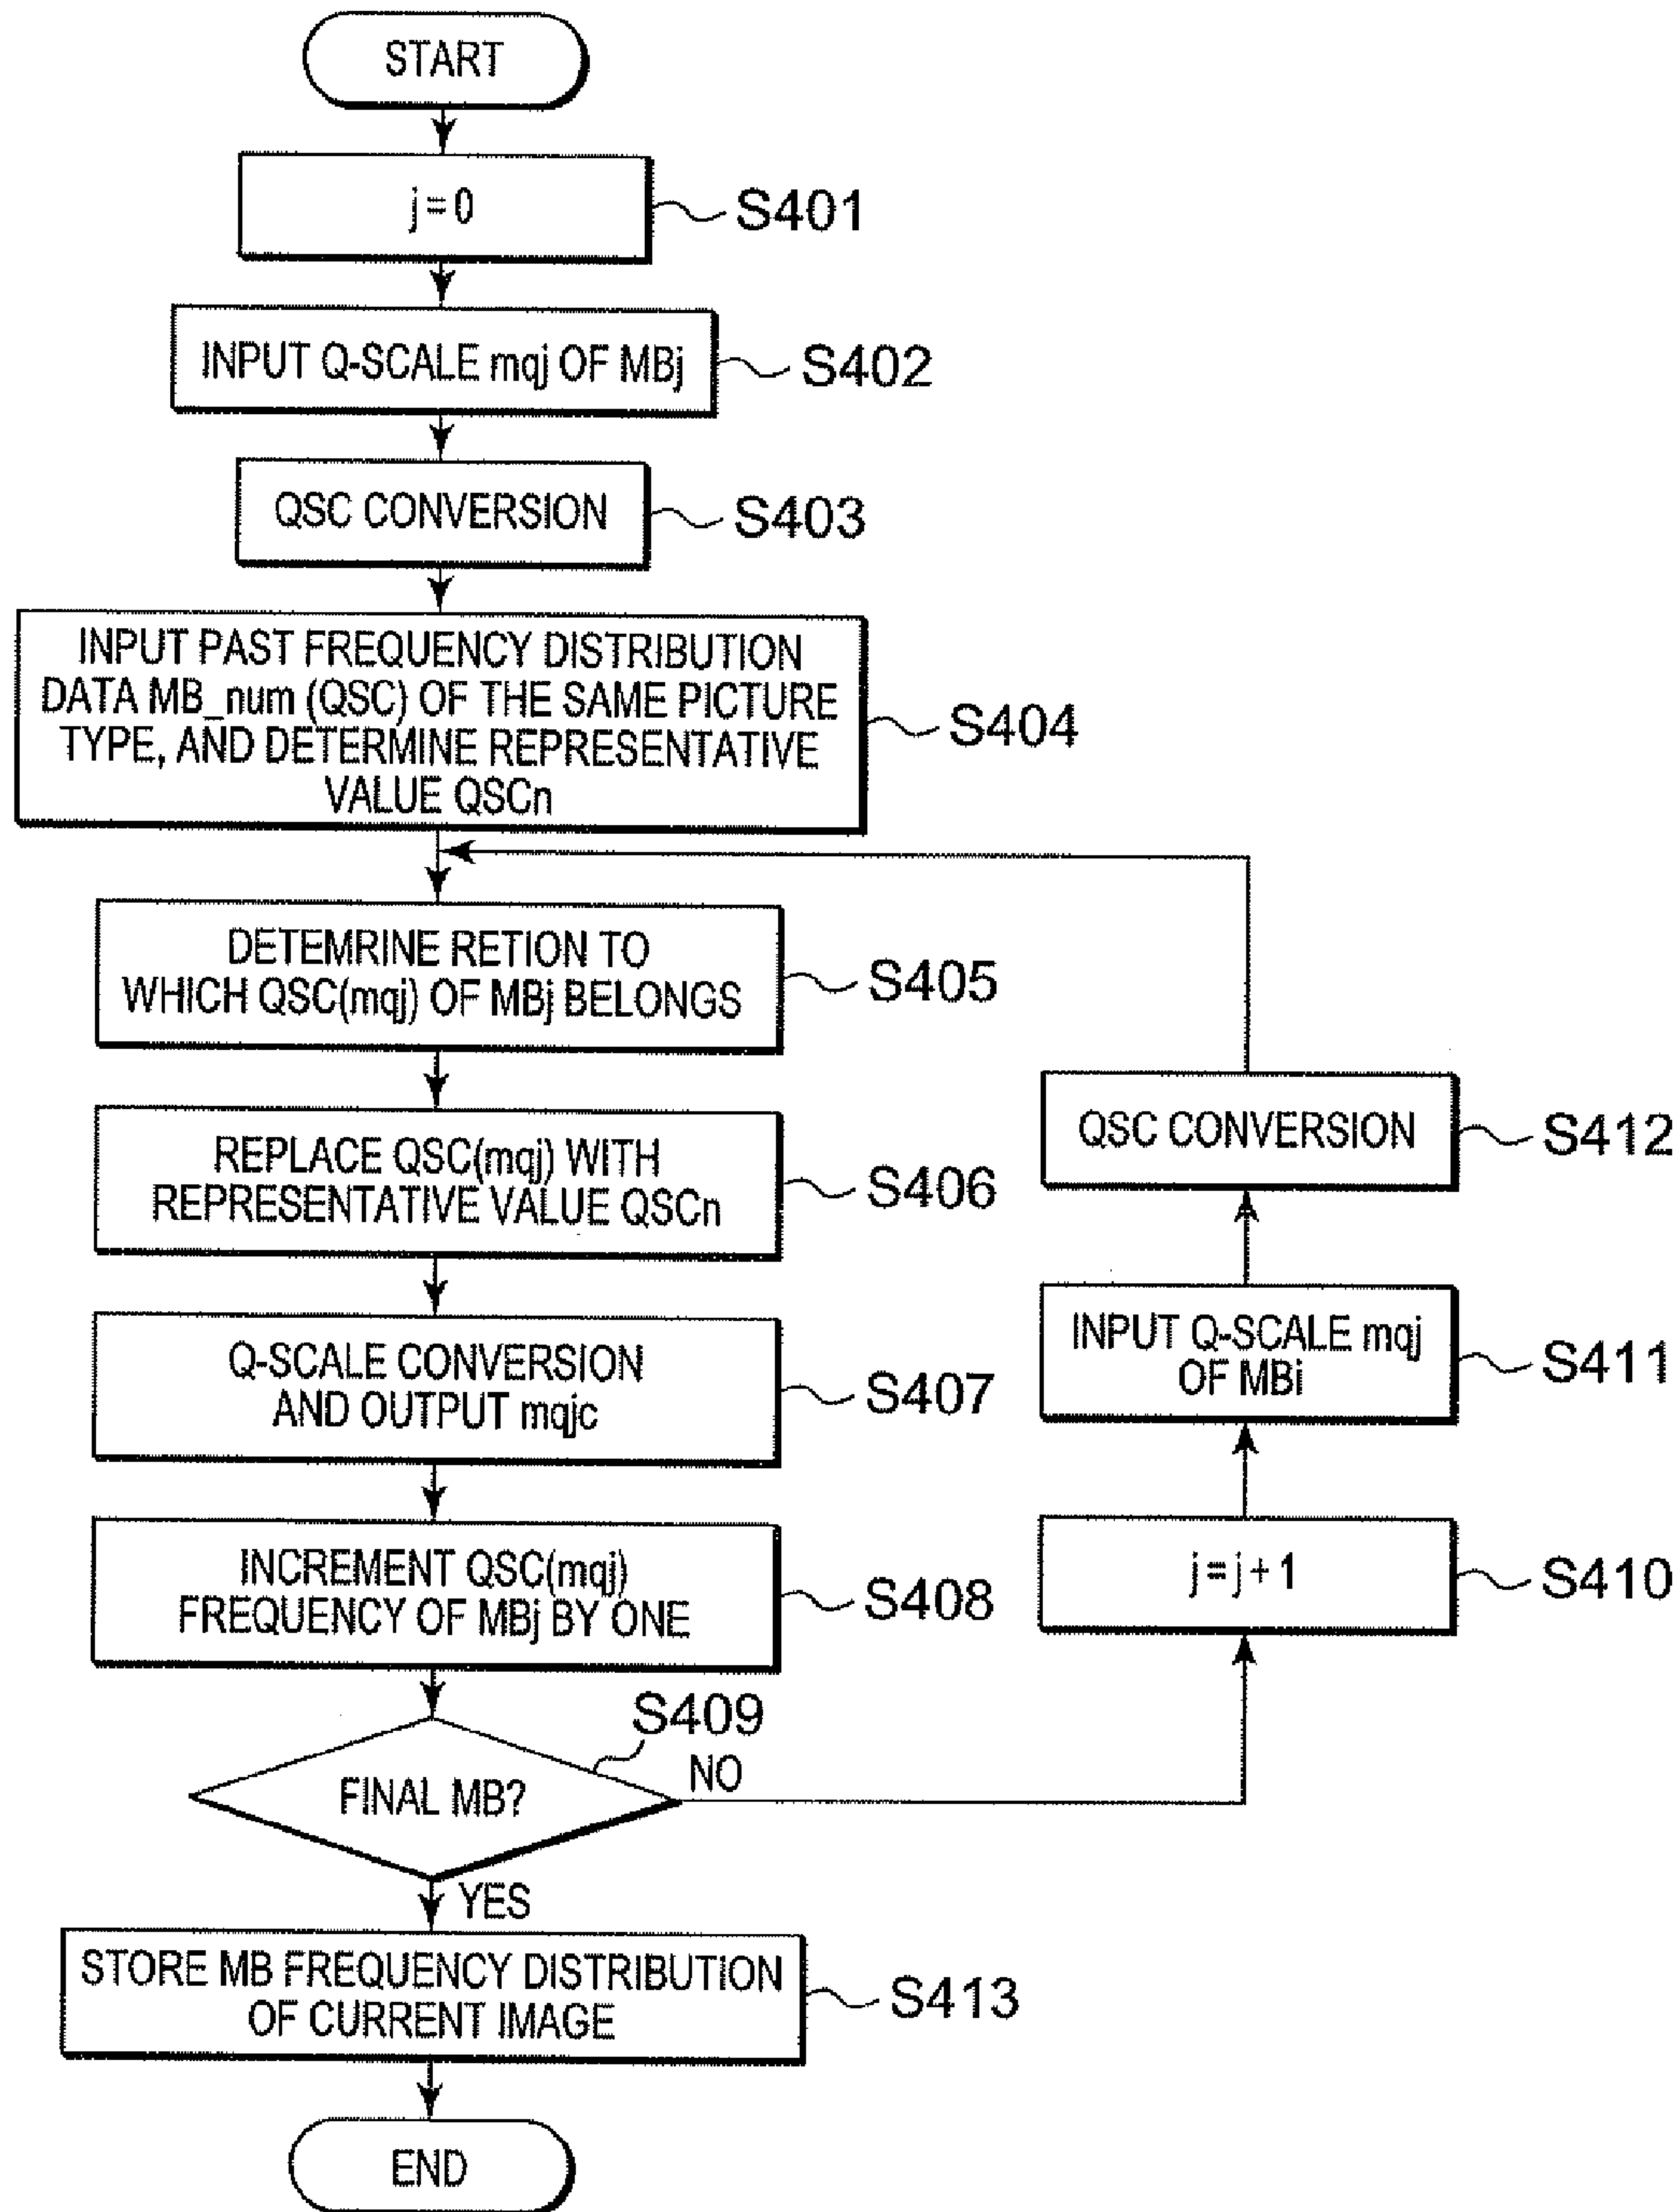 START
j = 0
S401
INPUT Q-SCALE mqj OF MBj
S402
QSC CONVERSION
S403
INPUT PAST FREQUENCY DISTRIBUTION
DATA MB_num (QSC) OF THE SAME PICTURE
TYPE, AND DETERMINE REPRESENTATIVE
VALUE QSCn
S404
DETEMRINE RETION TO
WHICH QSC(mqj) OF MBj BELONGS
S405
REPLACE QSC(mqj) WITH
REPRESENTATIVE VALUE QSCn
S406
Q-SCALE CONVERSION
AND OUTPUT mqjc
S407
INCREMENT QSC(mqj)
FREQUENCY OF MBj BY ONE
S408
FINAL MB?
S409
NO
YES
j = j + 1
S410
INPUT Q-SCALE mqj
OF MBi
S411
QSC CONVERSION
S412
STORE MB FREQUENCY DISTRIBUTION
OF CURRENT IMAGE
S413
END